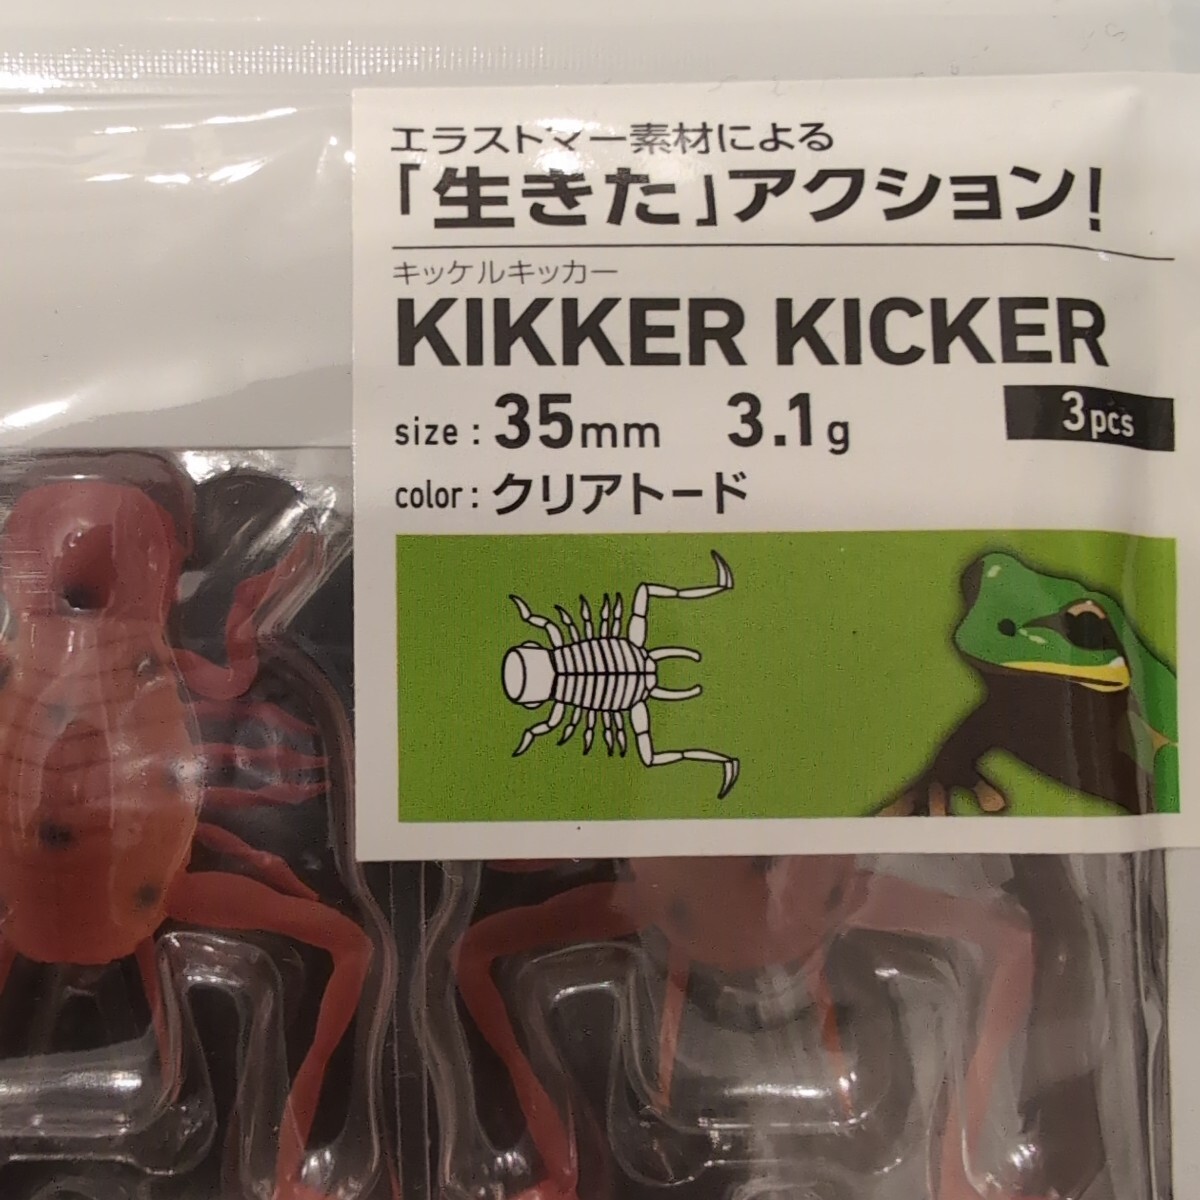 エラストマー素材による
「生きた」アクション!
キッケルキッカー
KIKKER KICKER
size : 35mm 3.1g 3pcs
color : クリアトード